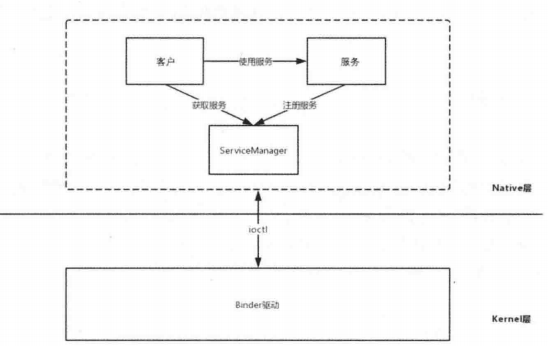 客户
使用服务
服务
获取服务
注册服务
ServiceManager
Native层
ioctl
Binder驱动
Kernel层